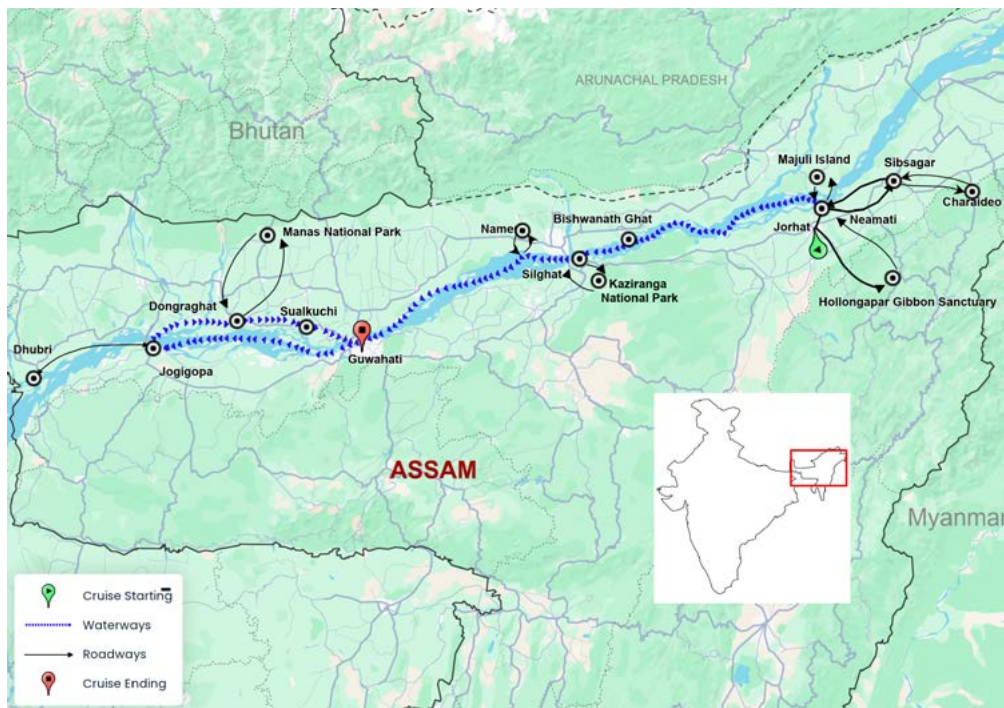 ARUNACHAL PRADESH
Bhutan
Majuli Island
Sibsagar
Charaideo
Neamati
Jorhat
Bishwanath Ghat
Nameri
Manas National Park
Silghat
Kaziranga
National Park
Hollongapar Gibbon Sanctuary
Dongraghat
Sualkuchi
Dhubri
Jogigopa
Guwahati
ASSAM
Myanmar
Cruise Starting
Waterways
Roadways
Cruise Ending